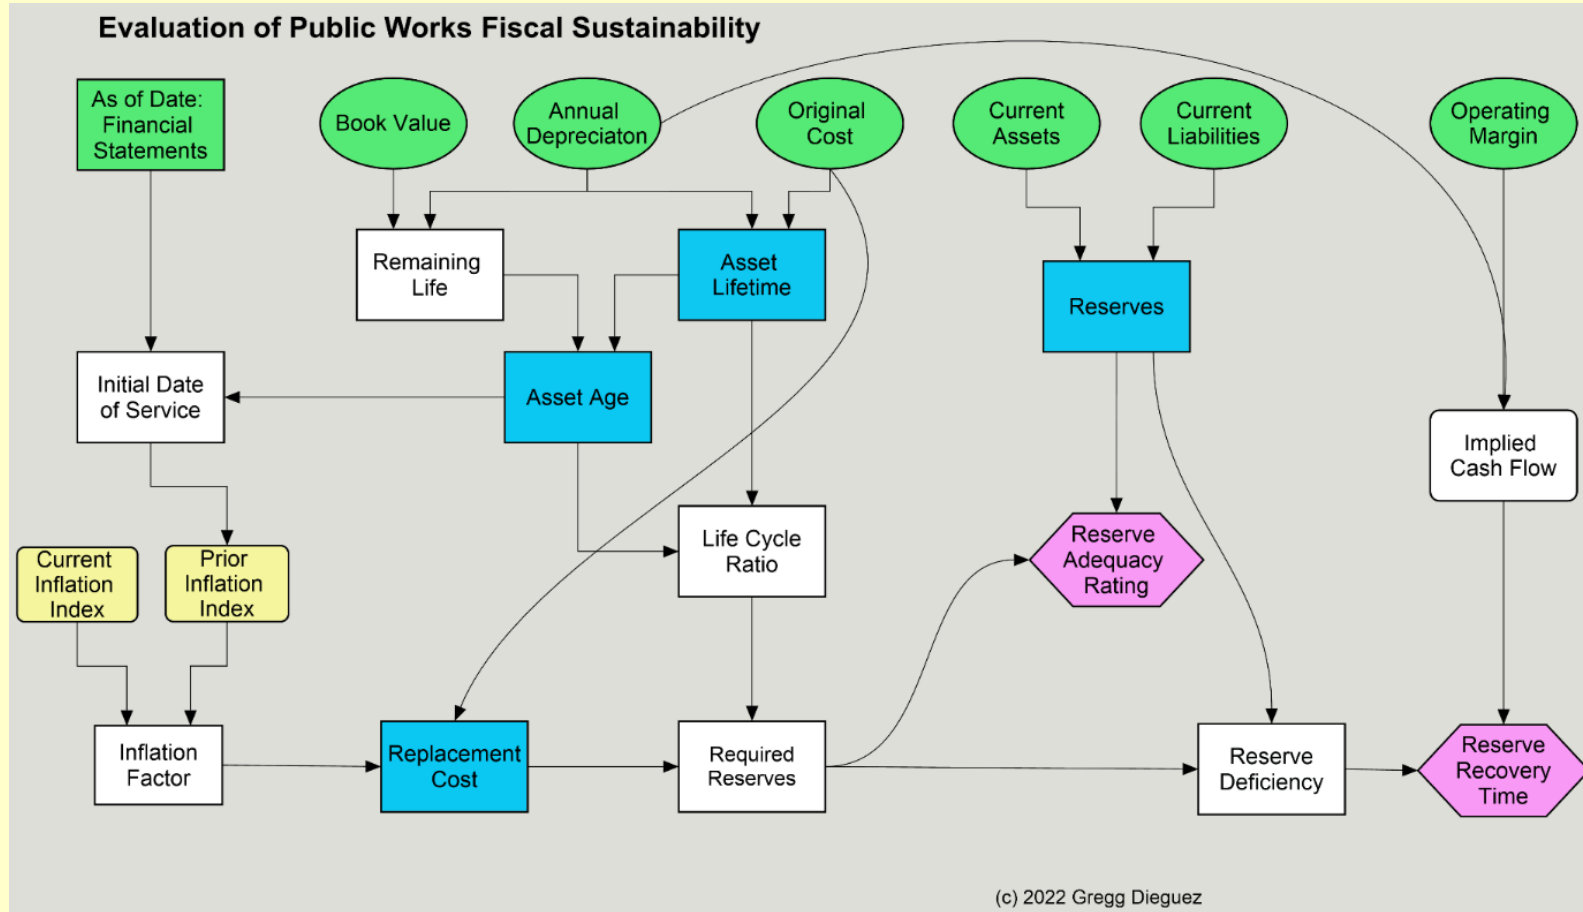 Evaluation of Public Works Fiscal Sustainability
As of Date:
Financial
Statements
Book Value
Annual
Depreciaton
Original
Cost
Current
Assets
Current
Liabilities
Operating
Margin
Remaining
Life
Asset
Lifetime
Reserves
Initial Date
of Service
Asset Age
Implied
Cash Flow
Current
Inflation
Index
Prior
Inflation
Index
Life Cycle
Ratio
Reserve
Adequacy
Rating
Inflation
Factor
Replacement
Cost
Required
Reserves
Reserve
Deficiency
Reserve
Recovery
Time
(c) 2022 Gregg Dieguez